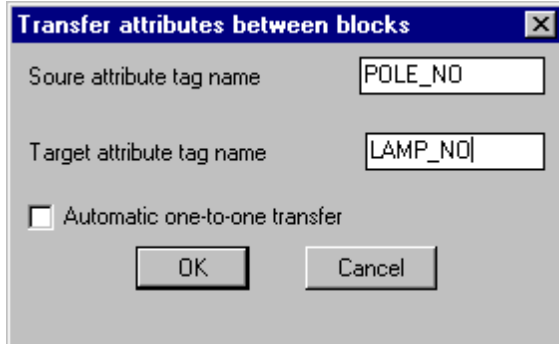 Transfer attributes between blocks
Soure attribute tag name POLE_NO
Target attribute tag name LAMP_NO
Automatic one-to-one transfer
OK Cancel